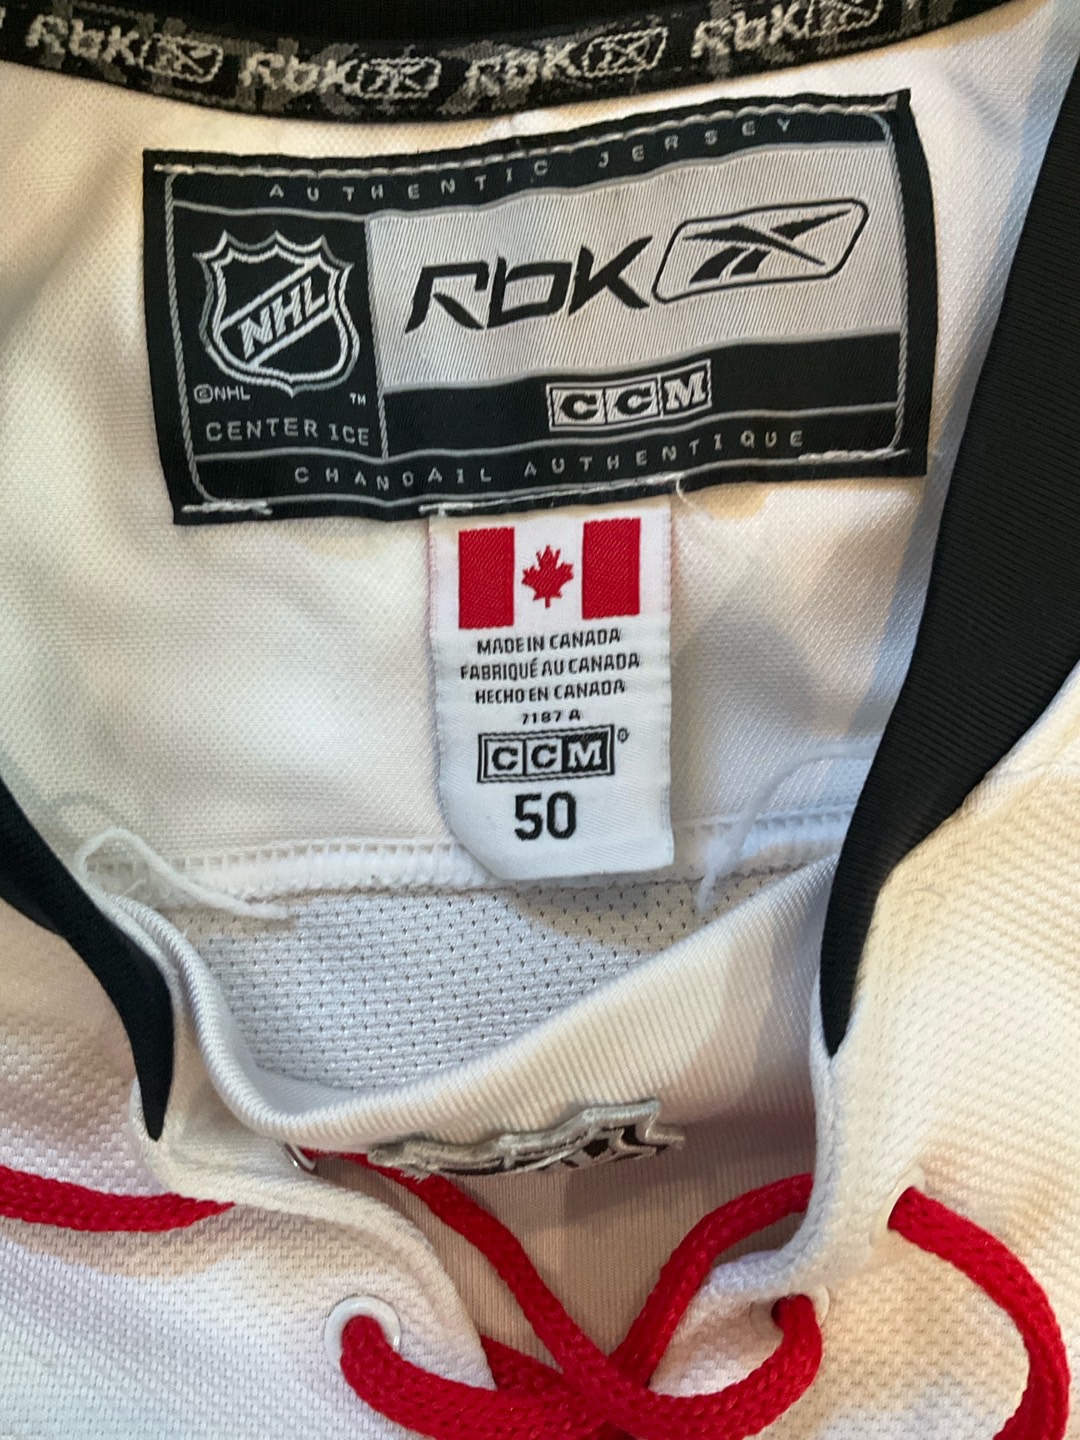 RbK RbK RbK RbK
AUTHENTIC JERSEY
NHL
©NHL ™
CENTER ICE
RbK
CCM
CHANDAIL AUTHENTIQUE
MADE IN CANADA
FABRIQUÉ AU CANADA
HECHO EN CANADA
7187 A
CCM®
50